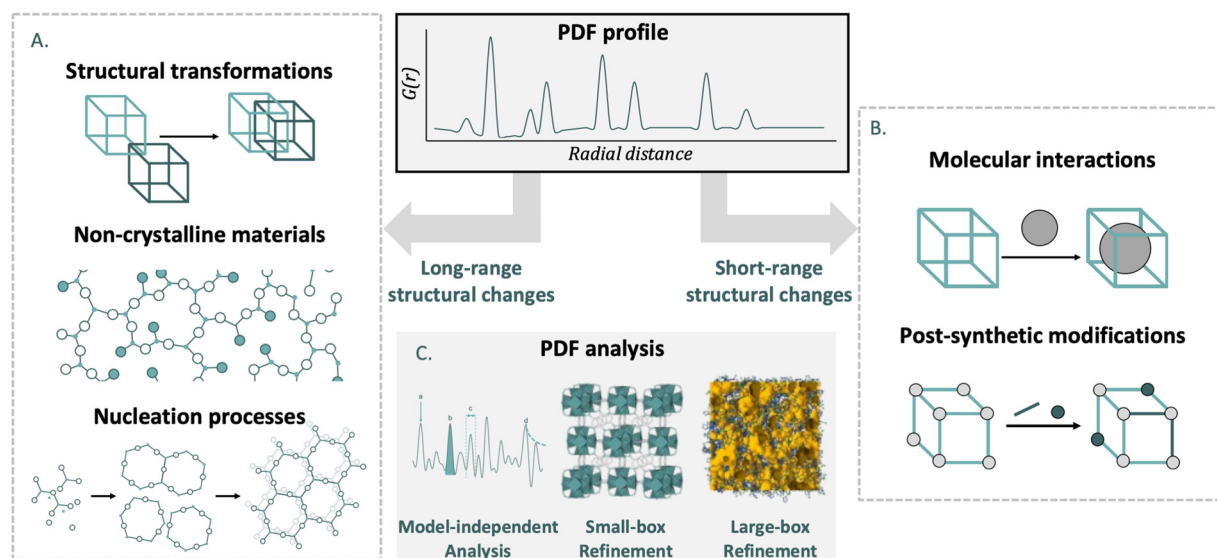 A.
Structural transformations
Non-crystalline materials
Nucleation processes
PDF profile
G(r)
Radial distance
Long-range
structural changes
Short-range
structural changes
C.
PDF analysis
a
b
c
d
Model-independent
Analysis
Small-box
Refinement
Large-box
Refinement
B.
Molecular interactions
Post-synthetic modifications